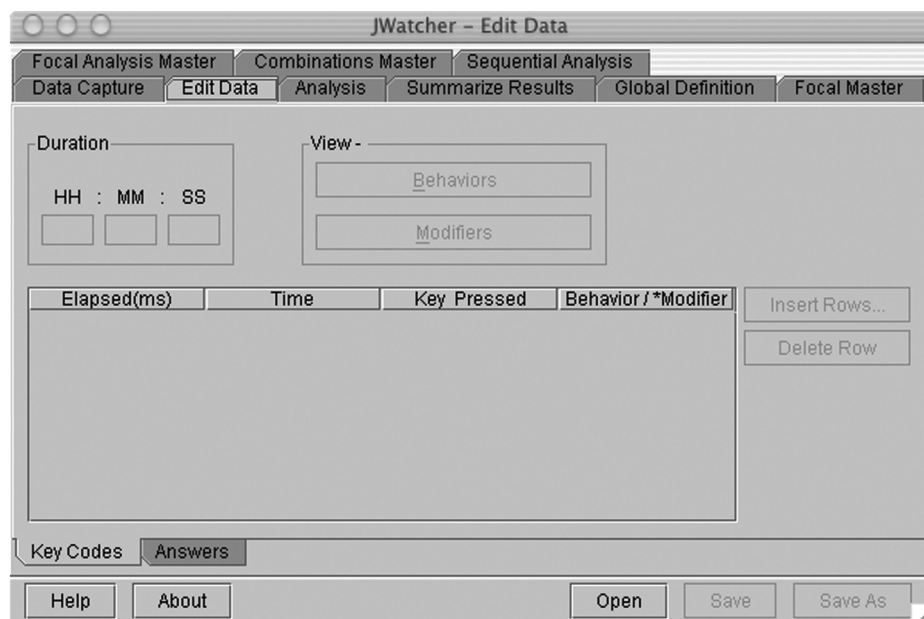 JWatcher – Edit Data
Focal Analysis Master Combinations Master Sequential Analysis
Data Capture Edit Data Analysis Summarize Results Global Definition Focal Master
Duration
HH : MM : SS
View -
Behaviors
Modifiers
Elapsed(ms) Time Key Pressed Behavior / *Modifier
Insert Rows...
Delete Row
Key Codes Answers
Help About Open Save Save As